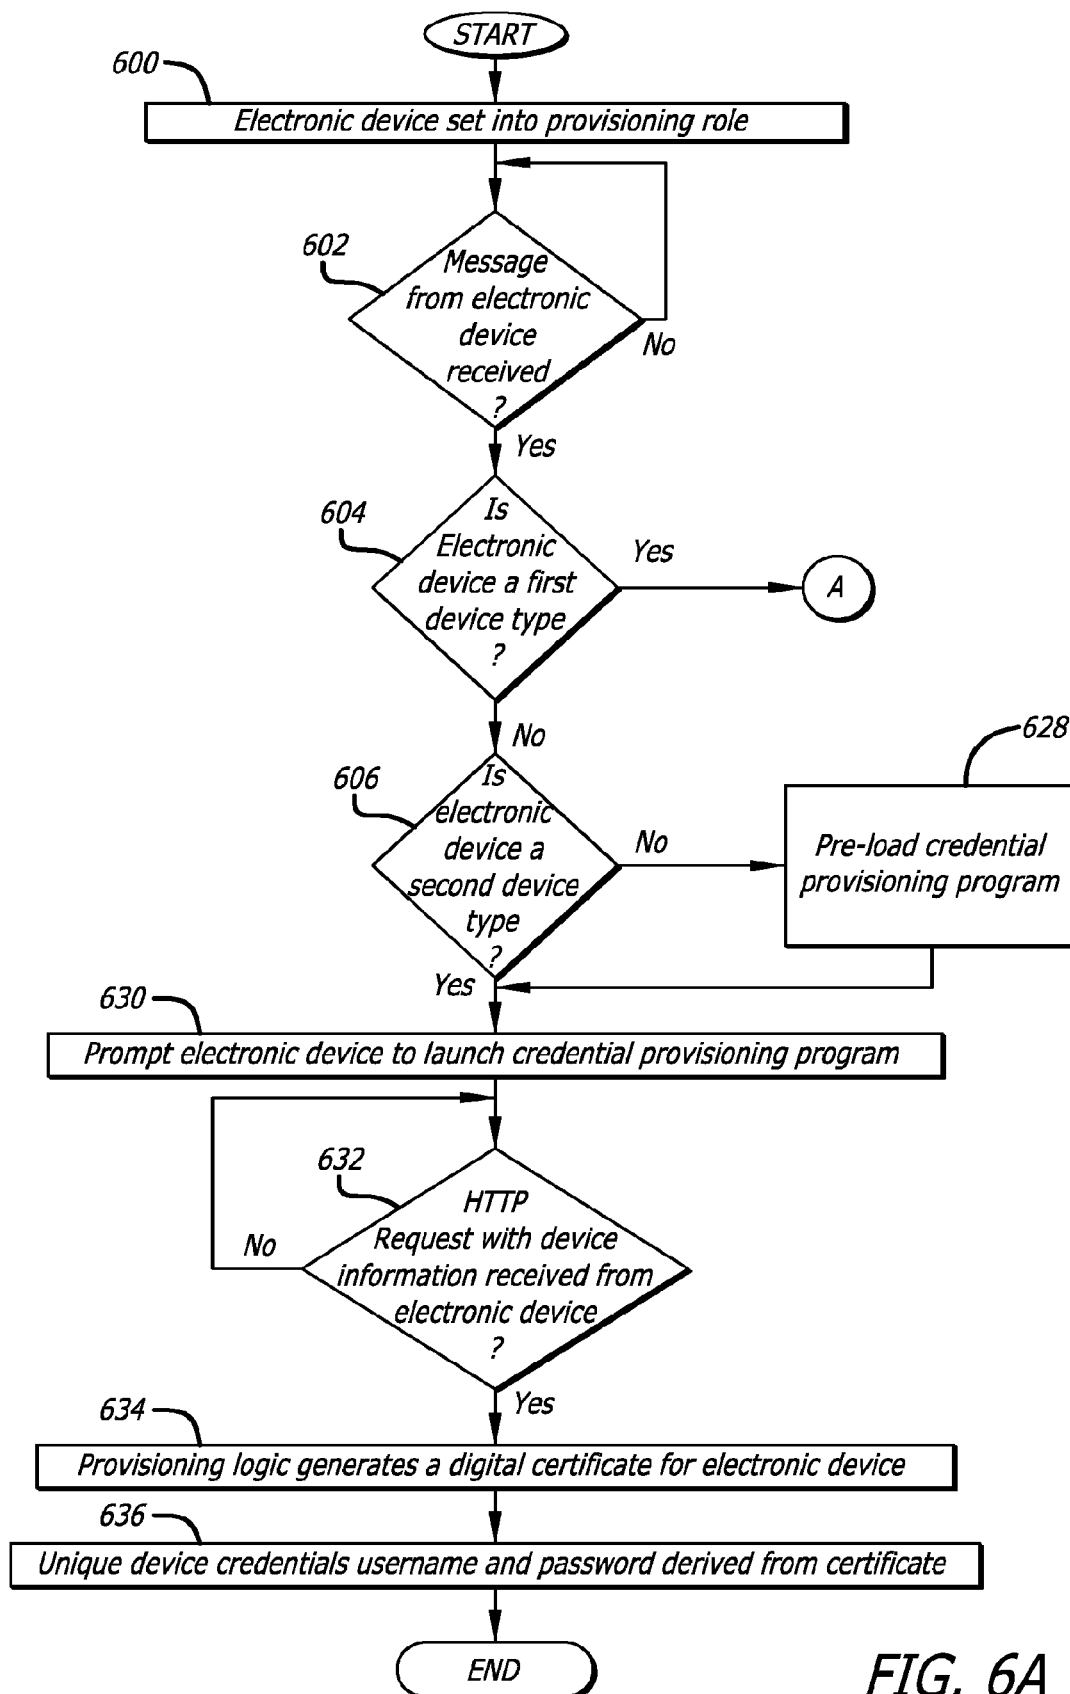 START
600
Electronic device set into provisioning role
602
Message
from electronic
device
received
?
No
Yes
604
Is
Electronic
device a first
device type
?
Yes
A
No
606
Is
electronic
device a
second device
type
?
No
628
Pre-load credential
provisioning program
Yes
630
Prompt electronic device to launch credential provisioning program
632
HTTP
Request with device
information received from
electronic device
?
No
Yes
634
Provisioning logic generates a digital certificate for electronic device
636
Unique device credentials username and password derived from certificate
END
FIG. 6A